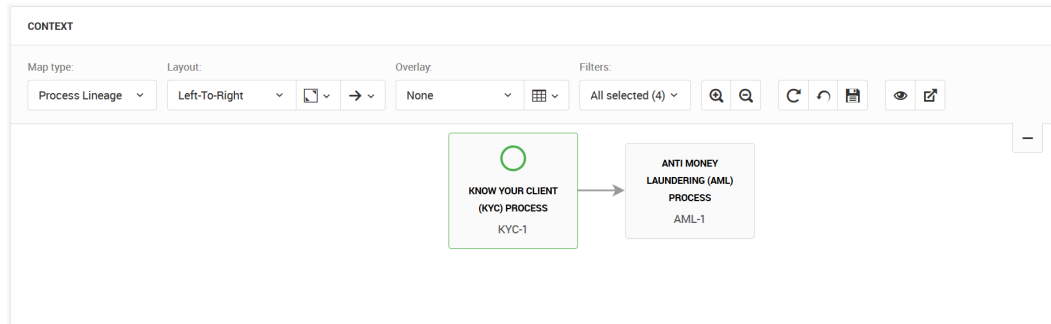 CONTEXT
Map type:
Layout:
Overlay:
Filters:
Process Lineage
Left-To-Right
None
All selected (4)
KNOW YOUR CLIENT
(KYC) PROCESS
KYC-1
ANTI MONEY
LAUNDERING (AML)
PROCESS
AML-1